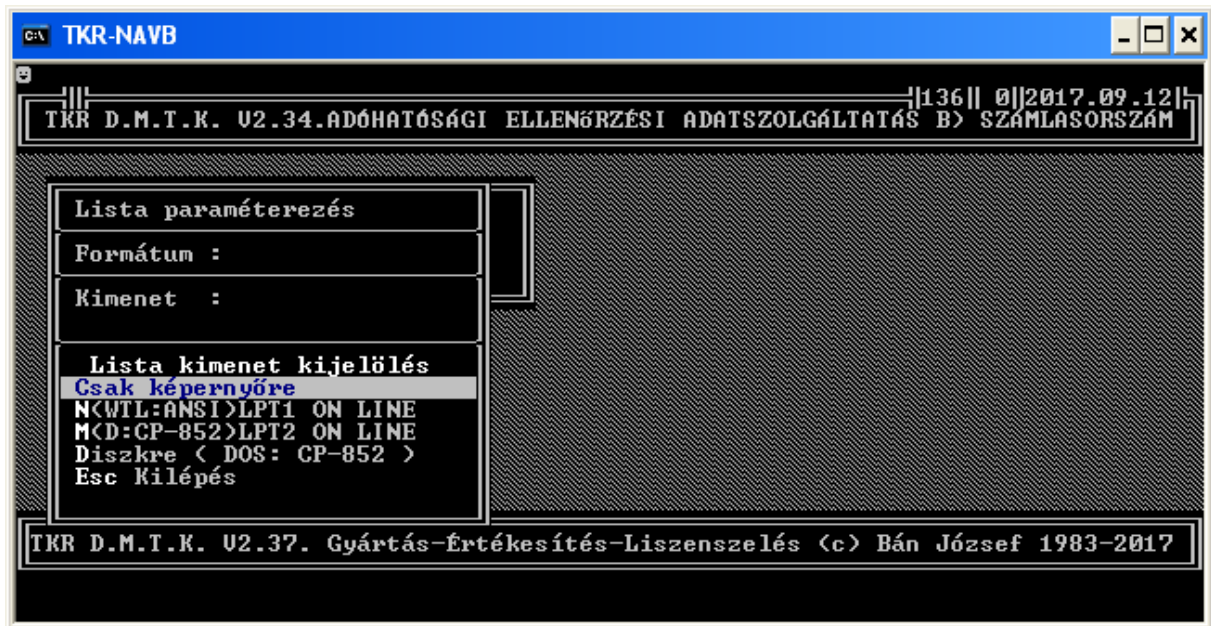 TKR-NAVB
136 0 2017.09.12
TKR D.M.T.K. V2.34.ADÓHATÓSÁGI ELLENőRZÉSI ADATSZOLGÁLTATÁS B) SZÁMLASORSZÁM
Lista paraméterezés
Formátum :
Kimenet :
Lista kimenet kijelölés
Csak képernyőre
N(WTL:ANSI)LPT1 ON LINE
M(D:CP-852)LPT2 ON LINE
Diszkre ( DOS: CP-852 )
Esc Kilépés
TKR D.M.T.K. V2.37. Gyártás-Értékesítés-Liszenszelés (c) Bán József 1983-2017